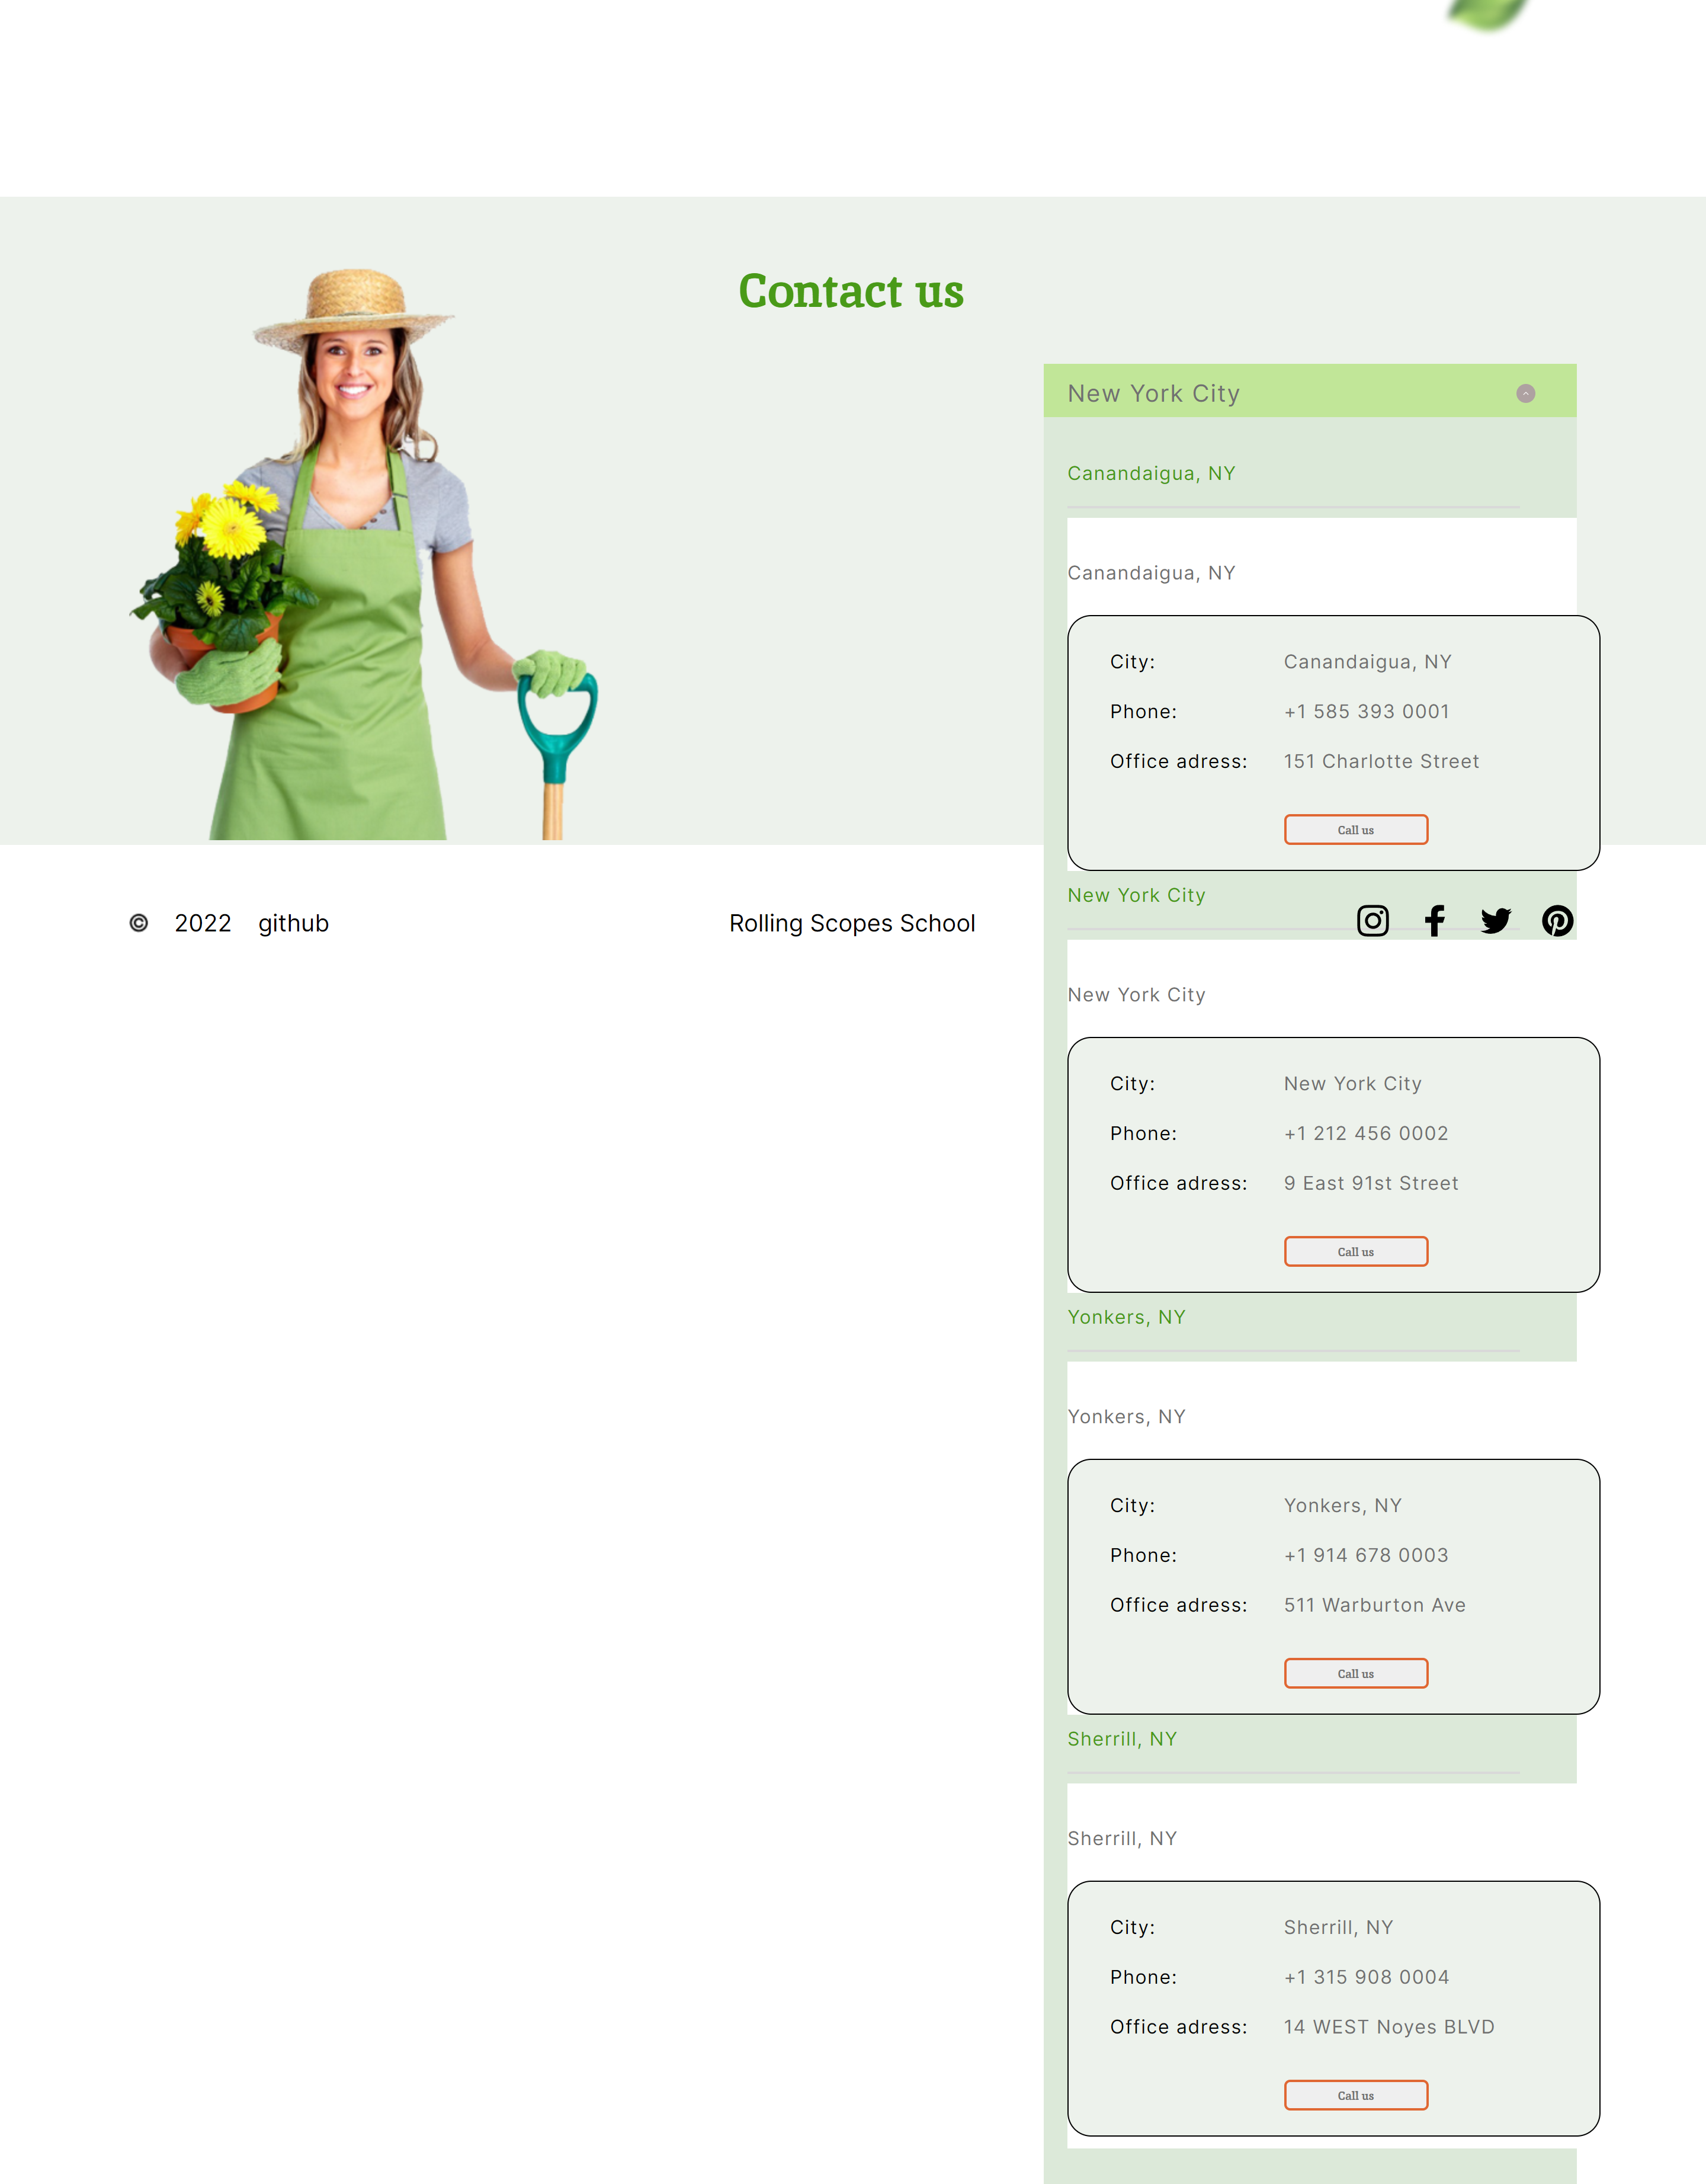 Contact us
New York City
Canandaigua, NY
Canandaigua, NY
City: Canandaigua, NY
Phone: +1 585 393 0001
Office adress: 151 Charlotte Street
Call us
New York City
© 2022 github Rolling Scopes School
New York City
City: New York City
Phone: +1 212 456 0002
Office adress: 9 East 91st Street
Call us
Yonkers, NY
Yonkers, NY
City: Yonkers, NY
Phone: +1 914 678 0003
Office adress: 511 Warburton Ave
Call us
Sherrill, NY
Sherrill, NY
City: Sherrill, NY
Phone: +1 315 908 0004
Office adress: 14 WEST Noyes BLVD
Call us